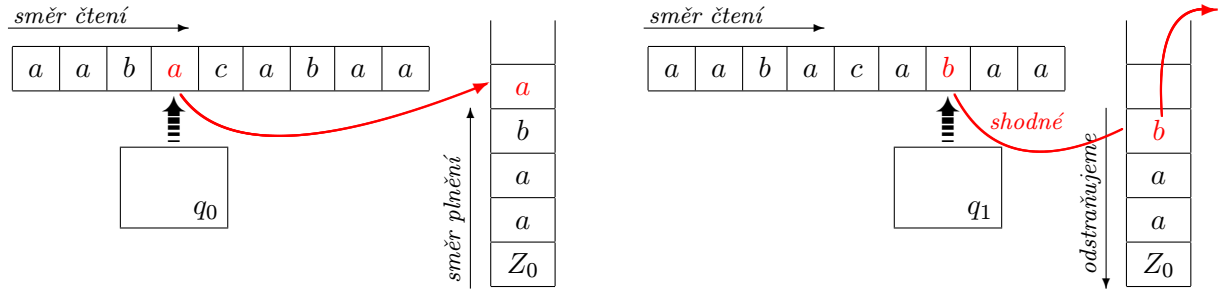 směr čtení
a a b a c a b a a
q0
směr plnění
a
b
a
a
Z0
směr čtení
a a b a c a b a a
shodné
q1
odstraňujeme
b
a
a
Z0